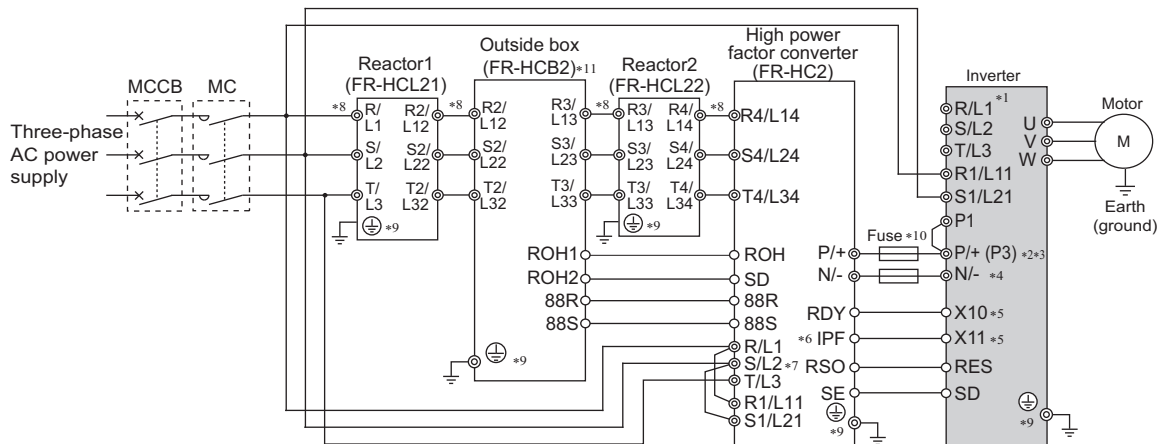 MCCB
MC
Three-phase
AC power
supply
Reactor1
(FR-HCL21)
*8
R/
L1
R2/
L12
*8
S/
L2
S2/
L22
T/
L3
T2/
L32
*9
Outside box
(FR-HCB2)*11
R2/
L12
R3/
L13
*8
S2/
L22
S3/
L23
T2/
L32
T3/
L33
ROH1
ROH2
88R
88S
*9
Reactor2
(FR-HCL22)
R3/
L13
R4/
L14
*8
S3/
L23
S4/
L24
T3/
L33
T4/
L34
*9
High power
factor converter
(FR-HC2)
R4/L14
S4/L24
T4/L34
ROH
SD
88R
88S
R/L1
S/L2 *7
T/L3
R1/L11
S1/L21
P/+
N/-
RDY
*6 IPF
RSO
SE
*9
Fuse *10
Inverter
R/L1 *1
S/L2
T/L3
R1/L11
S1/L21
P1
P/+ (P3) *2*3
N/- *4
X10 *5
X11 *5
RES
SD
*9
U
V
W
Motor
M
Earth
(ground)